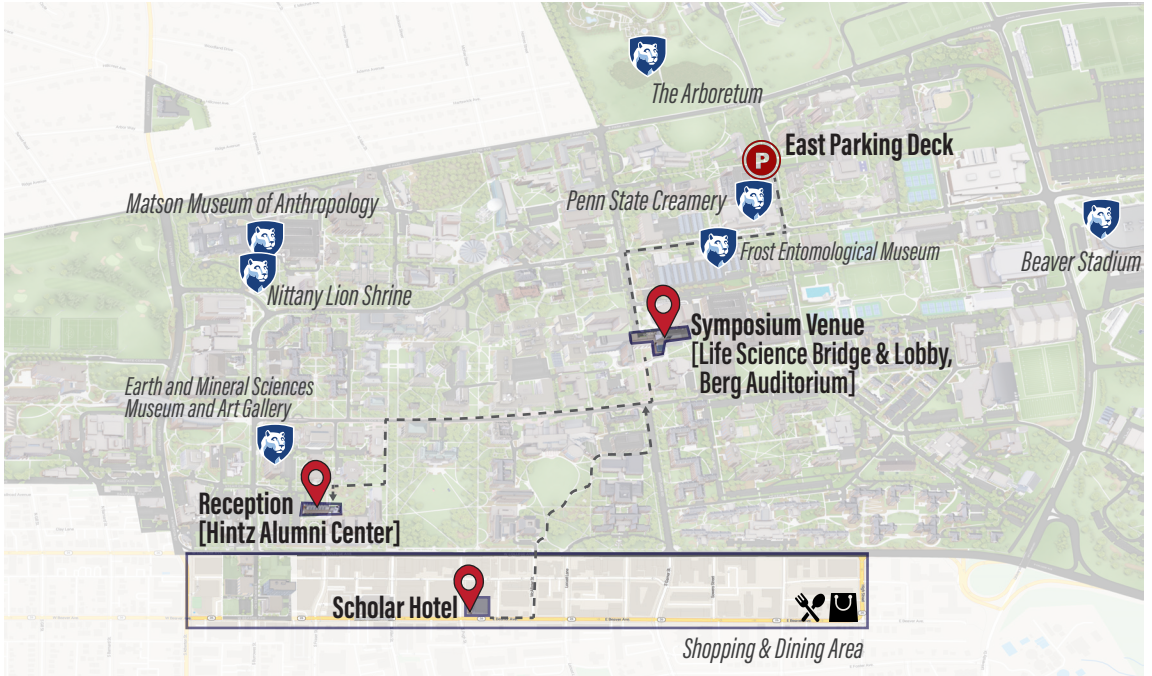 The Arboretum
East Parking Deck
P
Matson Museum of Anthropology
Penn State Creamery
Frost Entomological Museum
Beaver Stadium
Nittany Lion Shrine
Symposium Venue
[Life Science Bridge & Lobby,
Berg Auditorium]
Earth and Mineral Sciences
Museum and Art Gallery
Reception
[Hintz Alumni Center]
Scholar Hotel
Shopping & Dining Area